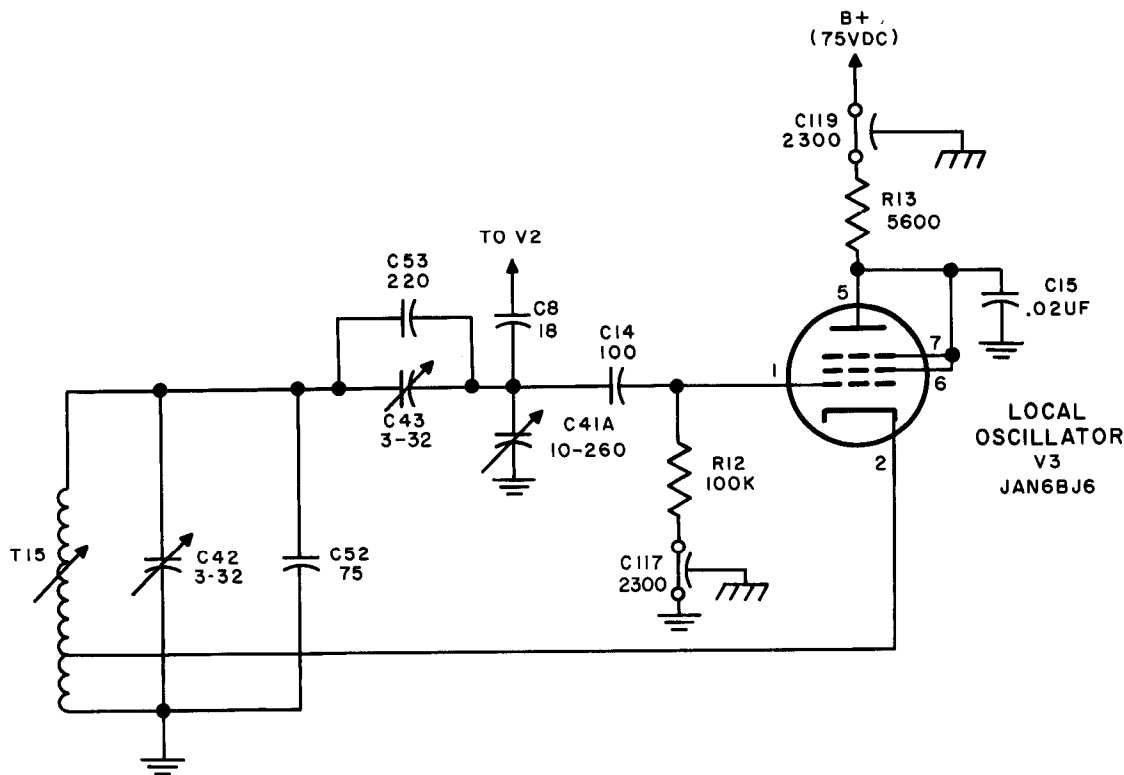 B+
(75VDC)
C119
2300
R13
5600
TO V2
C53
220
C8
18
C15
.02UF
5
C14
100
7
1
6
C43
3-32
C41A
10-260
LOCAL
OSCILLATOR
V3
JAN6BJ6
2
R12
100K
T15
C42
3-32
C52
75
C117
2300